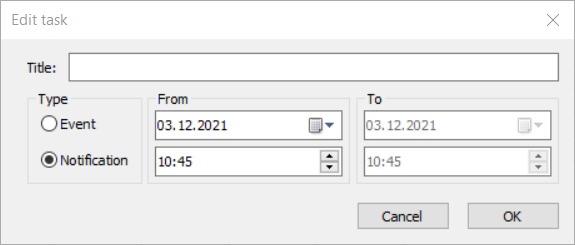 Edit task
Title:
Type From To
Event 03.12.2021 03.12.2021
Notification 10:45 10:45
Cancel OK